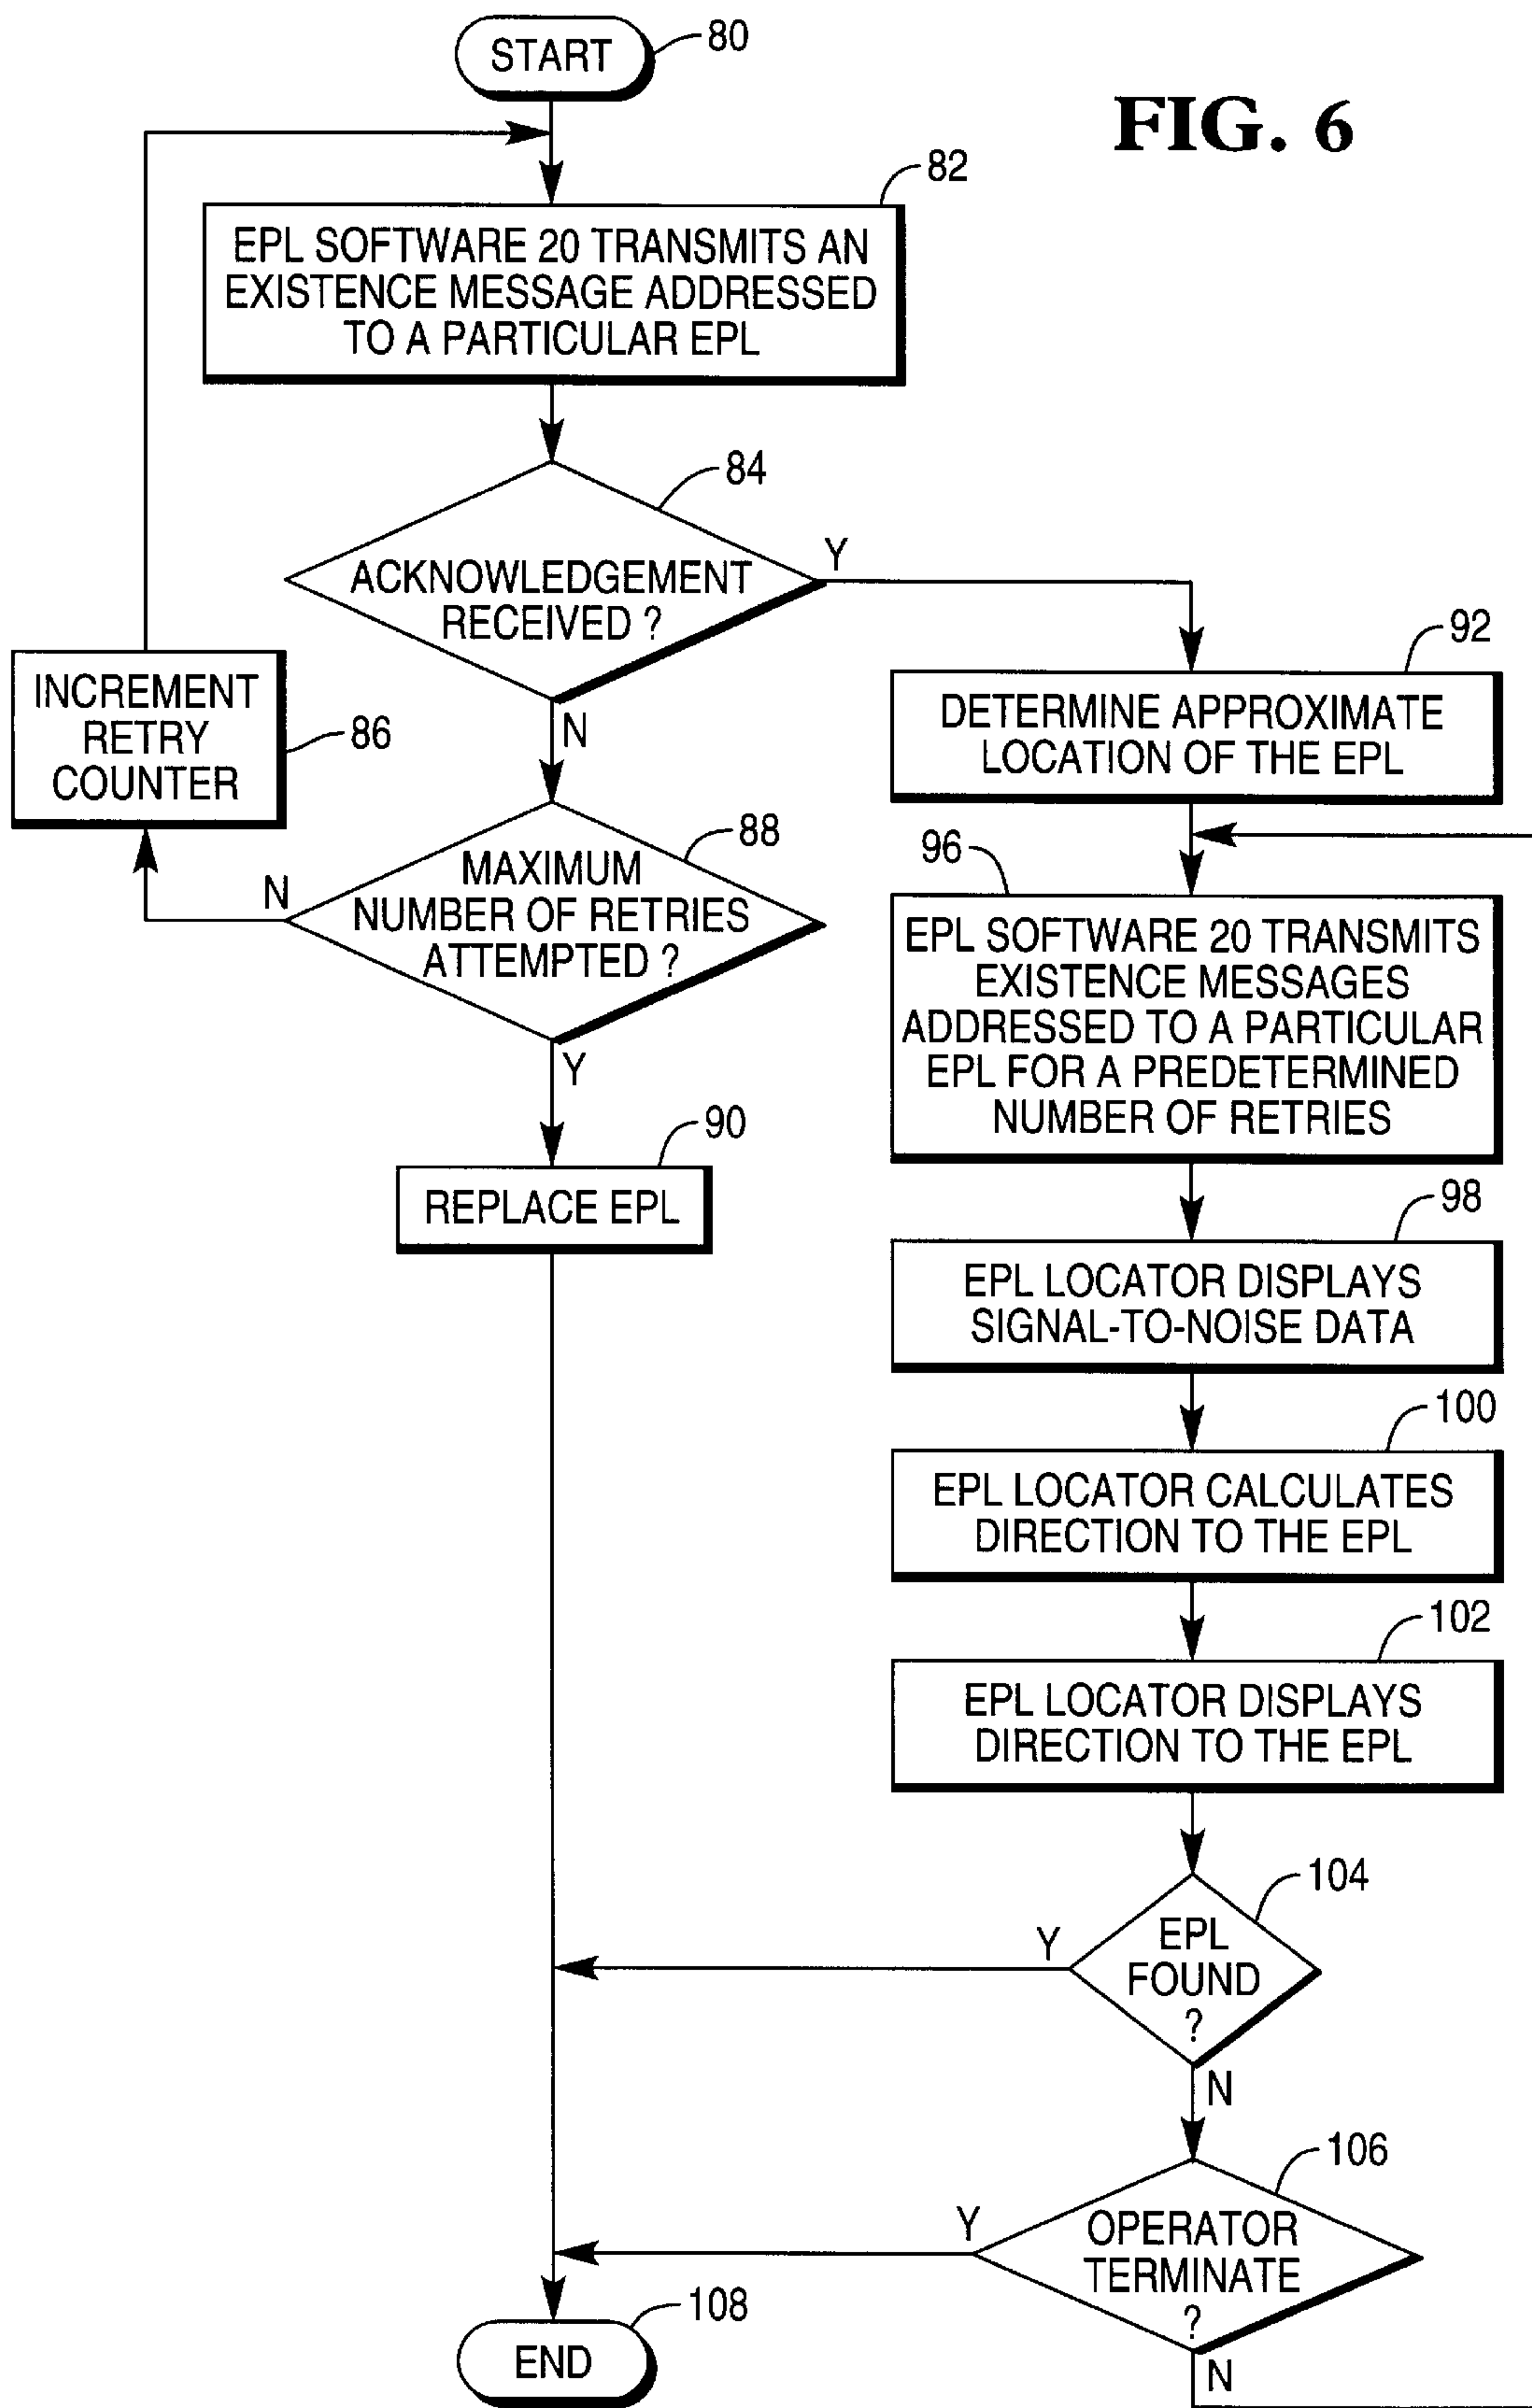 START
80
FIG. 6
82
EPL SOFTWARE 20 TRANSMITS AN
EXISTENCE MESSAGE ADDRESSED
TO A PARTICULAR EPL
84
ACKNOWLEDGEMENT
RECEIVED ?
Y
N
INCREMENT
RETRY
COUNTER
86
88
MAXIMUM
NUMBER OF RETRIES
ATTEMPTED ?
N
Y
90
REPLACE EPL
92
DETERMINE APPROXIMATE
LOCATION OF THE EPL
96
EPL SOFTWARE 20 TRANSMITS
EXISTENCE MESSAGES
ADDRESSED TO A PARTICULAR
EPL FOR A PREDETERMINED
NUMBER OF RETRIES
98
EPL LOCATOR DISPLAYS
SIGNAL-TO-NOISE DATA
100
EPL LOCATOR CALCULATES
DIRECTION TO THE EPL
102
EPL LOCATOR DISPLAYS
DIRECTION TO THE EPL
104
EPL
FOUND
?
Y
N
106
OPERATOR
TERMINATE
?
Y
N
108
END